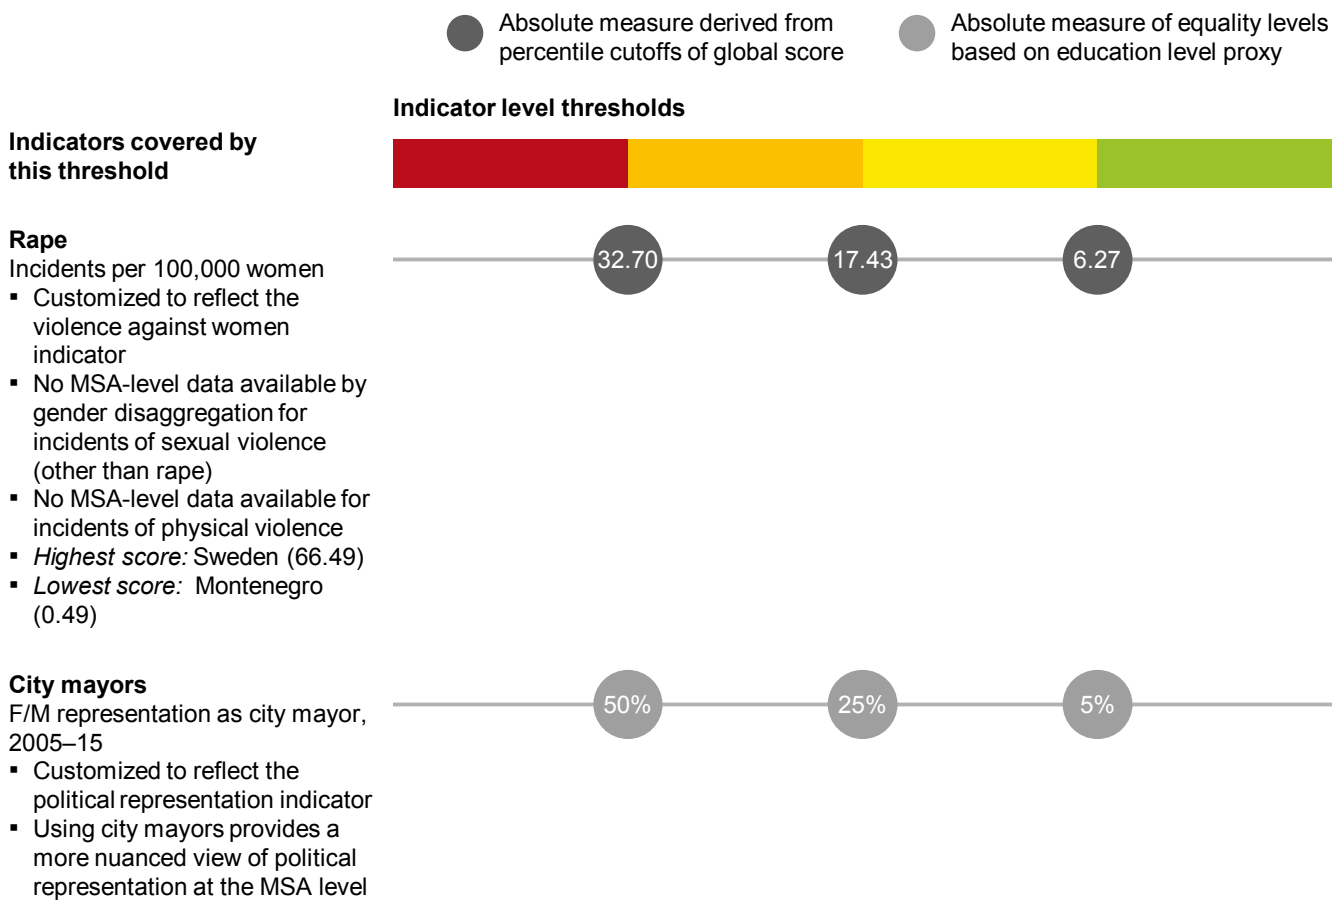 Absolute measure derived from
percentile cutoffs of global score
Absolute measure of equality levels
based on education level proxy
Indicator level thresholds
Indicators covered by
this threshold
Rape
Incidents per 100,000 women
▪ Customized to reflect the
violence against women
indicator
▪ No MSA-level data available by
gender disaggregation for
incidents of sexual violence
(other than rape)
▪ No MSA-level data available for
incidents of physical violence
▪ Highest score: Sweden (66.49)
▪ Lowest score: Montenegro
(0.49)
32.70
17.43
6.27
City mayors
F/M representation as city mayor,
2005–15
▪ Customized to reflect the
political representation indicator
▪ Using city mayors provides a
more nuanced view of political
representation at the MSA level
50%
25%
5%